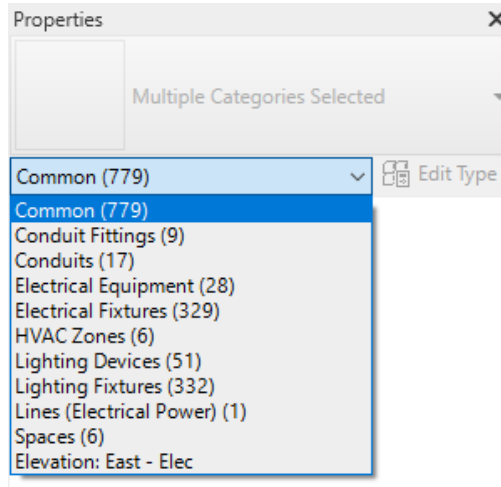 Properties
Multiple Categories Selected
Common (779)
Edit Type
Common (779)
Conduit Fittings (9)
Conduits (17)
Electrical Equipment (28)
Electrical Fixtures (329)
HVAC Zones (6)
Lighting Devices (51)
Lighting Fixtures (332)
Lines (Electrical Power) (1)
Spaces (6)
Elevation: East - Elec